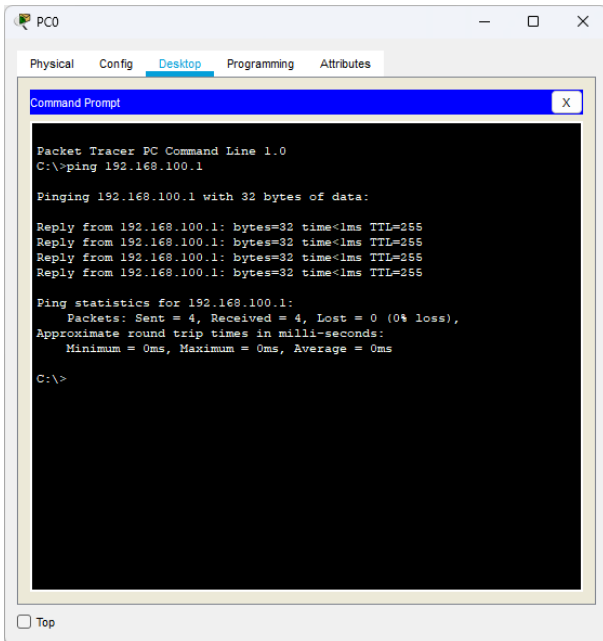 PC0
Physical Config Desktop Programming Attributes
Command Prompt
X
Packet Tracer PC Command Line 1.0
C:\>ping 192.168.100.1
Pinging 192.168.100.1 with 32 bytes of data:
Reply from 192.168.100.1: bytes=32 time<1ms TTL=255
Reply from 192.168.100.1: bytes=32 time<1ms TTL=255
Reply from 192.168.100.1: bytes=32 time<1ms TTL=255
Reply from 192.168.100.1: bytes=32 time<1ms TTL=255
Ping statistics for 192.168.100.1:
Packets: Sent = 4, Received = 4, Lost = 0 (0% loss),
Approximate round trip times in milli-seconds:
Minimum = 0ms, Maximum = 0ms, Average = 0ms
C:\>
Top